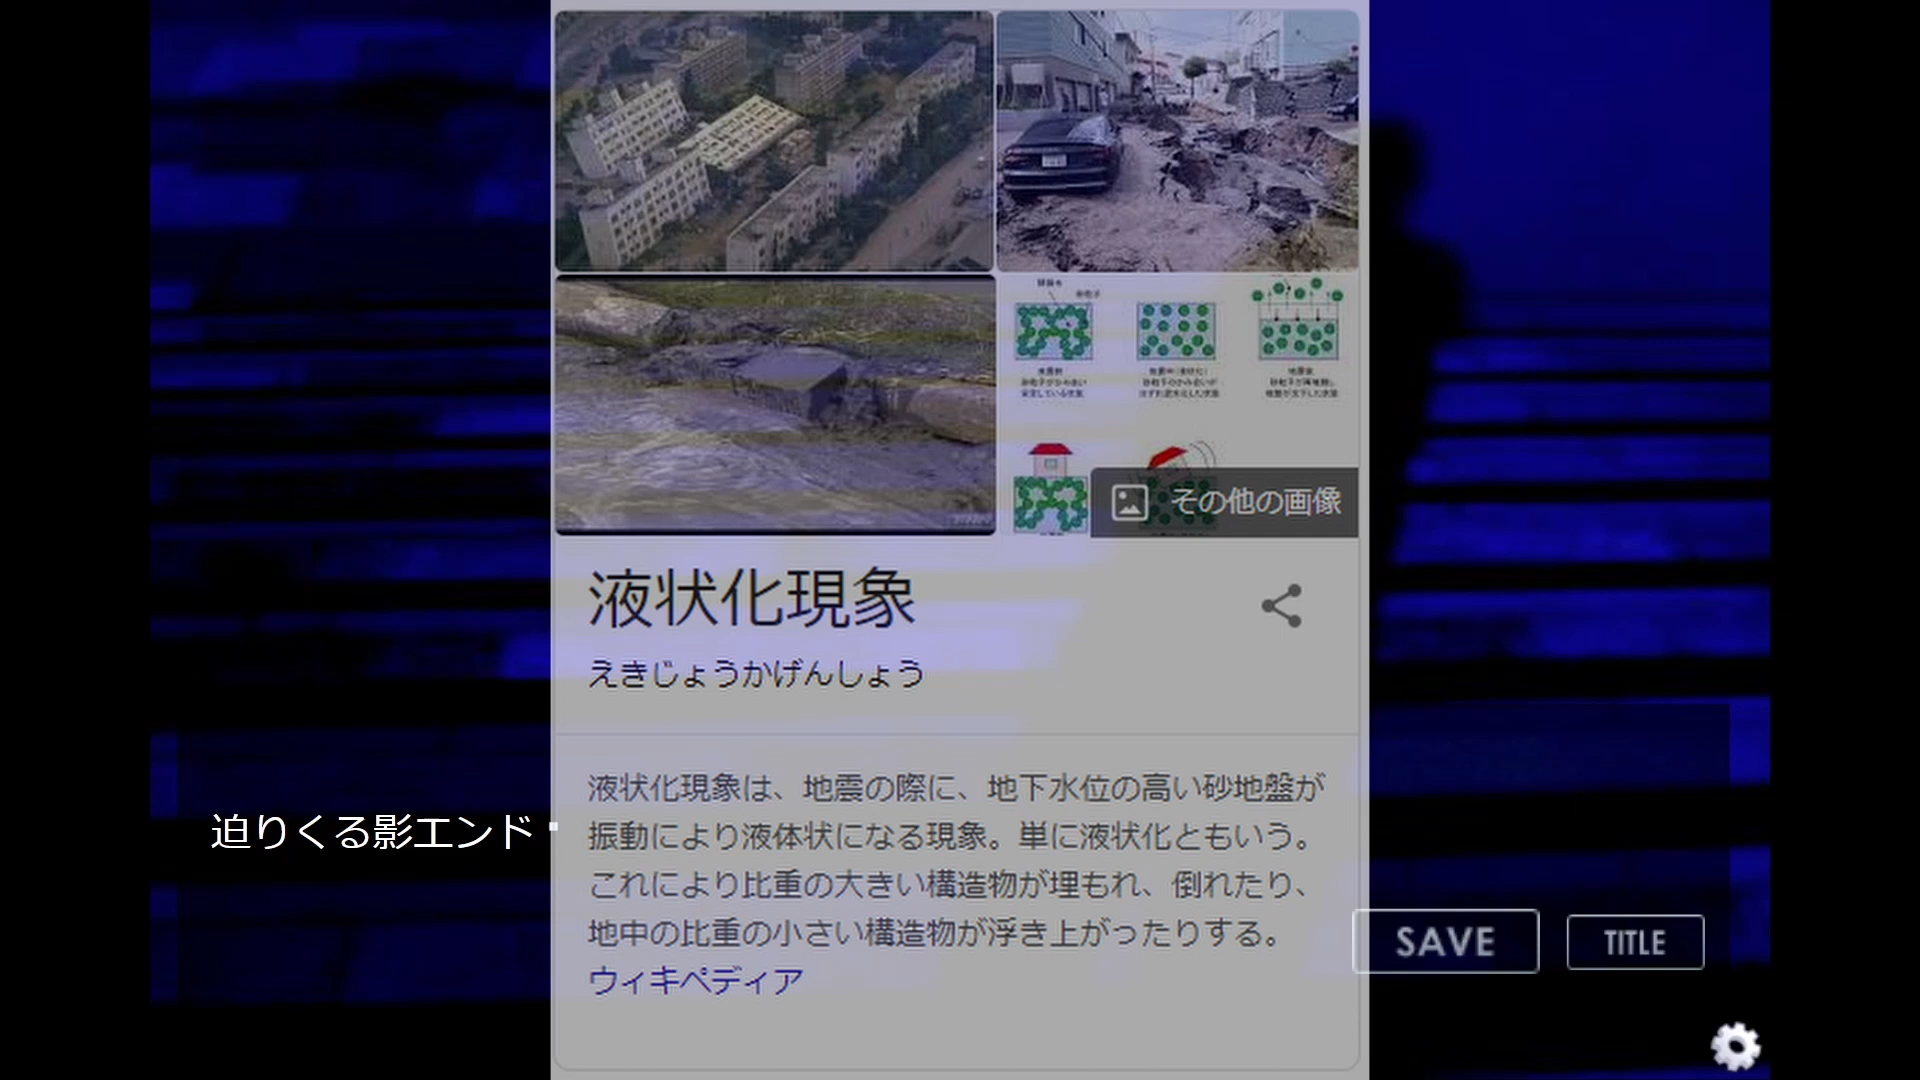 その他の画像
液状化現象
えきじょうかげんしょう
液状化現象は、地震の際に、地下水位の高い砂地盤が
振動により液体状になる現象。単に液状化ともいう。
これにより比重の大きい構造物が埋もれ、倒れたり、
地中の比重の小さい構造物が浮き上がったりする。
ウィキペディア
迫りくる影エンド
SAVE
TITLE